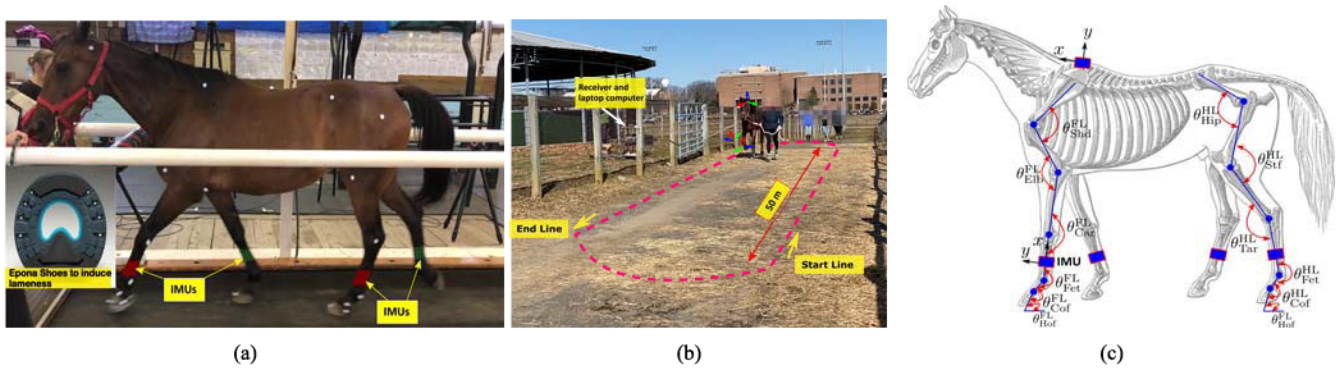 Epona Shoes to induce
lameness
IMUs
IMUs
(a)
Receiver and
laptop computer
50 m
End Line
Start Line
(b)
x
y
θ^HL_Hip
θ^FL_Shd
θ^HL_Stf
θ^FL_Elb
θ^FL_Car
θ^HL_Tar
x
y
IMU
θ^FL_Fet
θ^HL_Fet
θ^FL_Cof
θ^HL_Cof
θ^FL_Hof
θ^HL_Hof
(c)